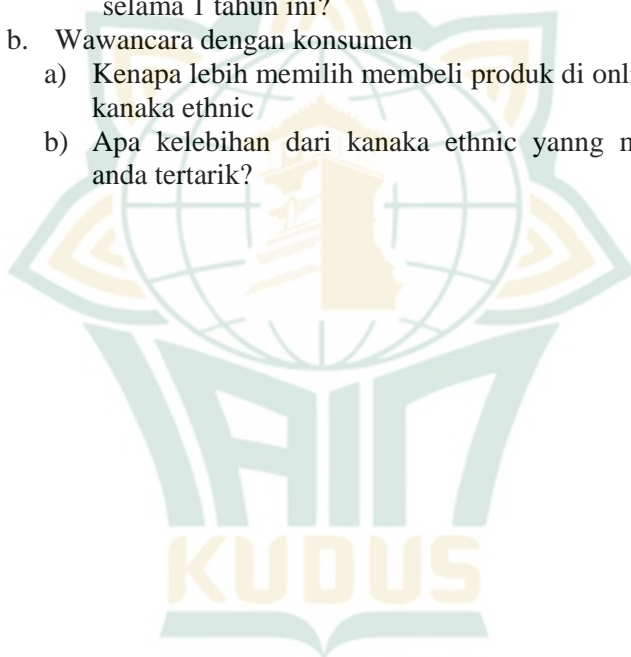 selama 1 tahun ini?
b. Wawancara dengan konsumen
a) Kenapa lebih memilih membeli produk di
kanaka ethnic
b) Apa kelebihan dari kanaka ethnic yanng
anda tertarik?
IAIN
KUDUS